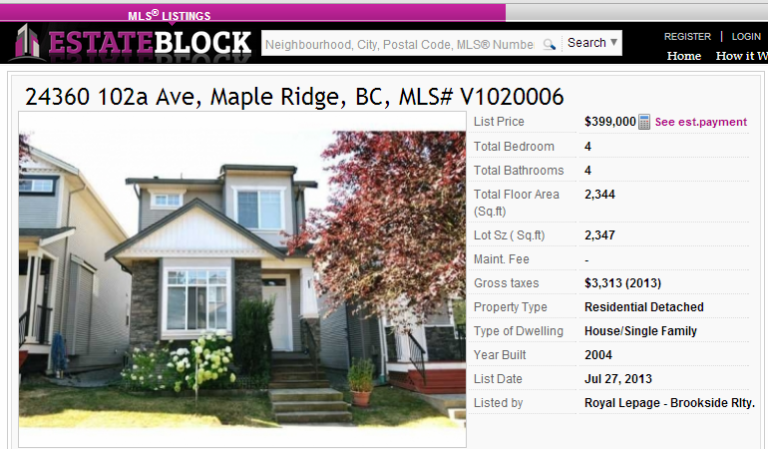 MLS® LISTINGS
ESTATEBLOCK
Neighbourhood, City, Postal Code, MLS® Numbe
Search ▼
REGISTER | LOGIN
Home How it W
24360 102a Ave, Maple Ridge, BC, MLS# V1020006
List Price $399,000 See est.payment
Total Bedroom 4
Total Bathrooms 4
Total Floor Area 2,344
(Sq.ft)
Lot Sz ( Sq.ft) 2,347
Maint. Fee -
Gross taxes $3,313 (2013)
Property Type Residential Detached
Type of Dwelling House/Single Family
Year Built 2004
List Date Jul 27, 2013
Listed by Royal Lepage - Brookside Rlty.